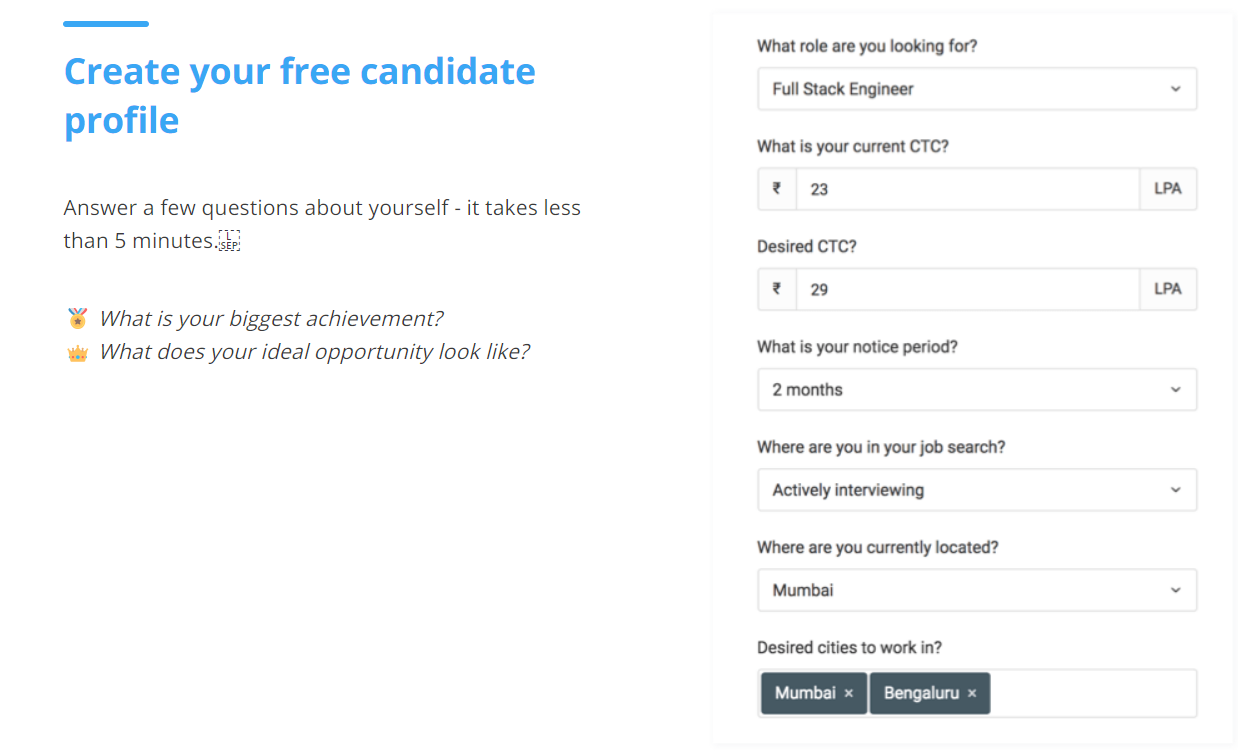 Create your free candidate
profile
Answer a few questions about yourself - it takes less
than 5 minutes.
What is your biggest achievement?
What does your ideal opportunity look like?
What role are you looking for?
Full Stack Engineer
What is your current CTC?
₹ 23 LPA
Desired CTC?
₹ 29 LPA
What is your notice period?
2 months
Where are you in your job search?
Actively interviewing
Where are you currently located?
Mumbai
Desired cities to work in?
Mumbai × Bengaluru ×